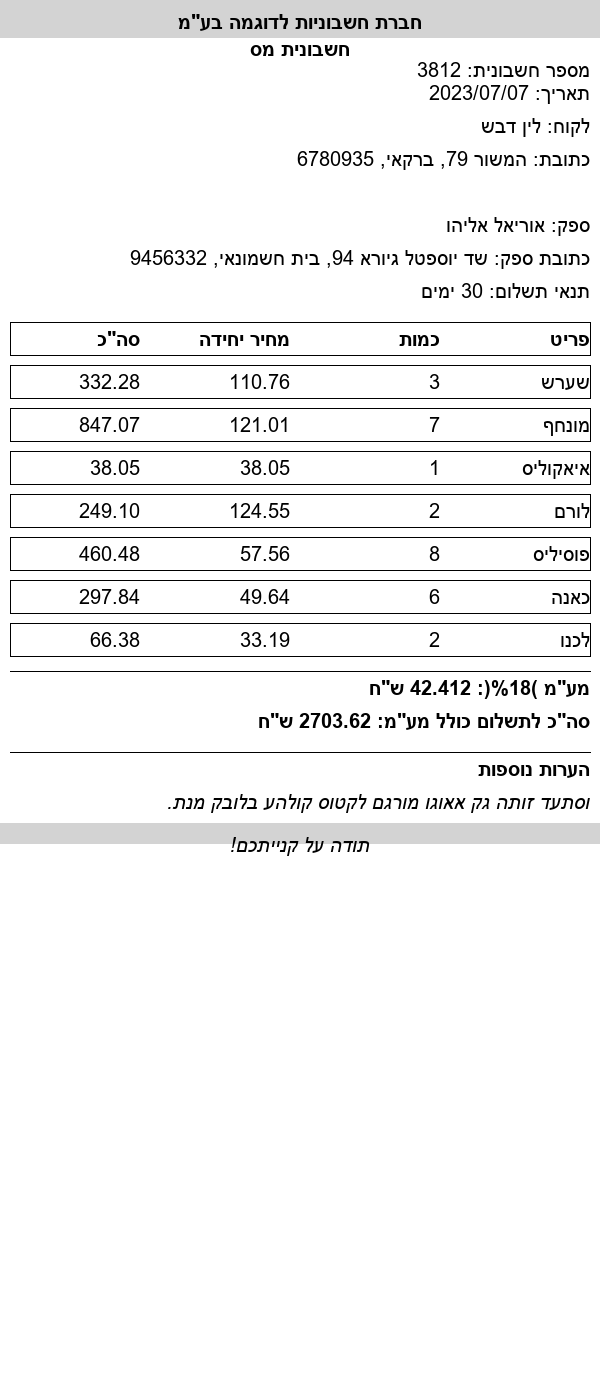 חברת חשבוניות לדוגמה בע"מ
חשבונית מס
מספר חשבונית: 3812
תאריך: 2023/07/07
לקוח: לין דבש
כתובת: המשור 79, ברקאי, 6780935
ספק: אוריאל אליהו
כתובת ספק: שד יוספטל גיורא 94, בית חשמונאי, 9456332
תנאי תשלום: 30 ימים
פריט כמות מחיר יחידה סה"כ
שערש 3 110.76 332.28
מונחף 7 121.01 847.07
איאקוליס 1 38.05 38.05
לורם 2 124.55 249.10
פוסיליס 8 57.56 460.48
כאנה 6 49.64 297.84
לכנו 2 33.19 66.38
מע"מ )18%(: 42.412 ש"ח
סה"כ לתשלום כולל מע"מ: 2703.62 ש"ח
הערות נוספות
וסתעד זותה גק אאוגו מורגם לקטוס קולהע בלובק מנת.
תודה על קנייתכם!